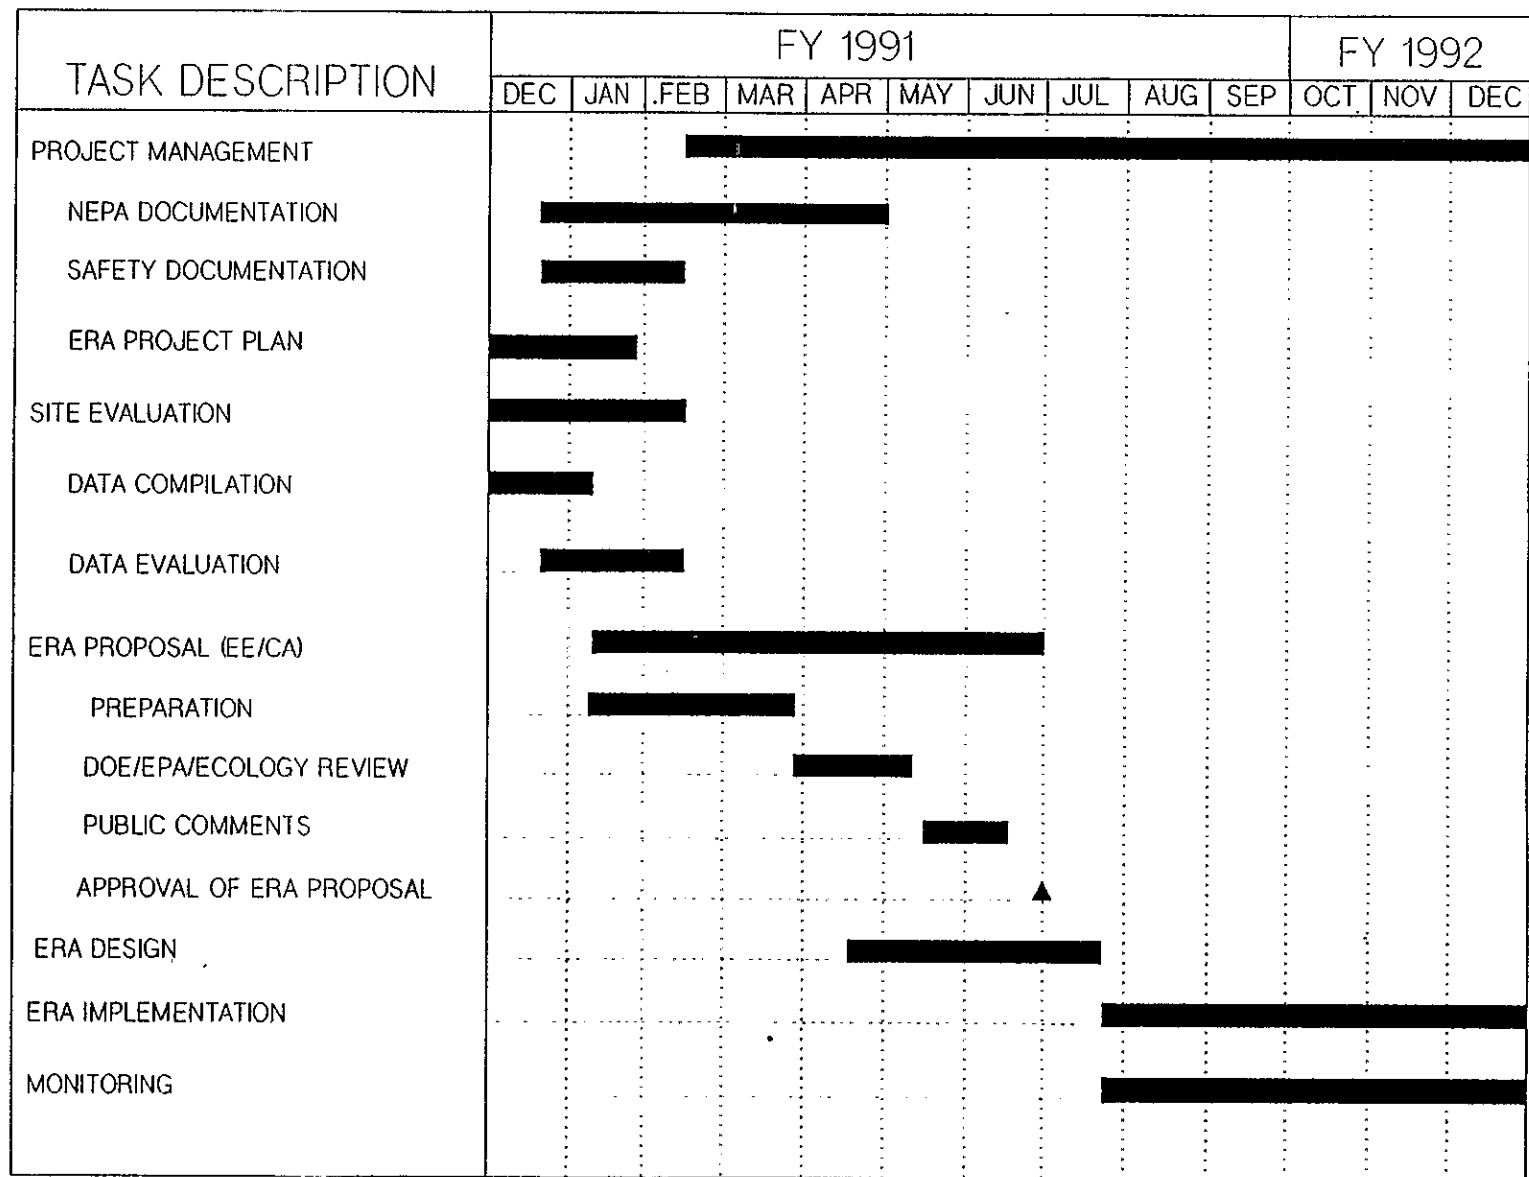 FY 1991
FY 1992
TASK DESCRIPTION
DEC JAN .FEB MAR APR MAY JUN JUL AUG SEP OCT NOV DEC
PROJECT MANAGEMENT
NEPA DOCUMENTATION
SAFETY DOCUMENTATION
ERA PROJECT PLAN
SITE EVALUATION
DATA COMPILATION
DATA EVALUATION
ERA PROPOSAL (EE/CA)
PREPARATION
DOE/EPA/ECOLOGY REVIEW
PUBLIC COMMENTS
APPROVAL OF ERA PROPOSAL
ERA DESIGN
ERA IMPLEMENTATION
MONITORING